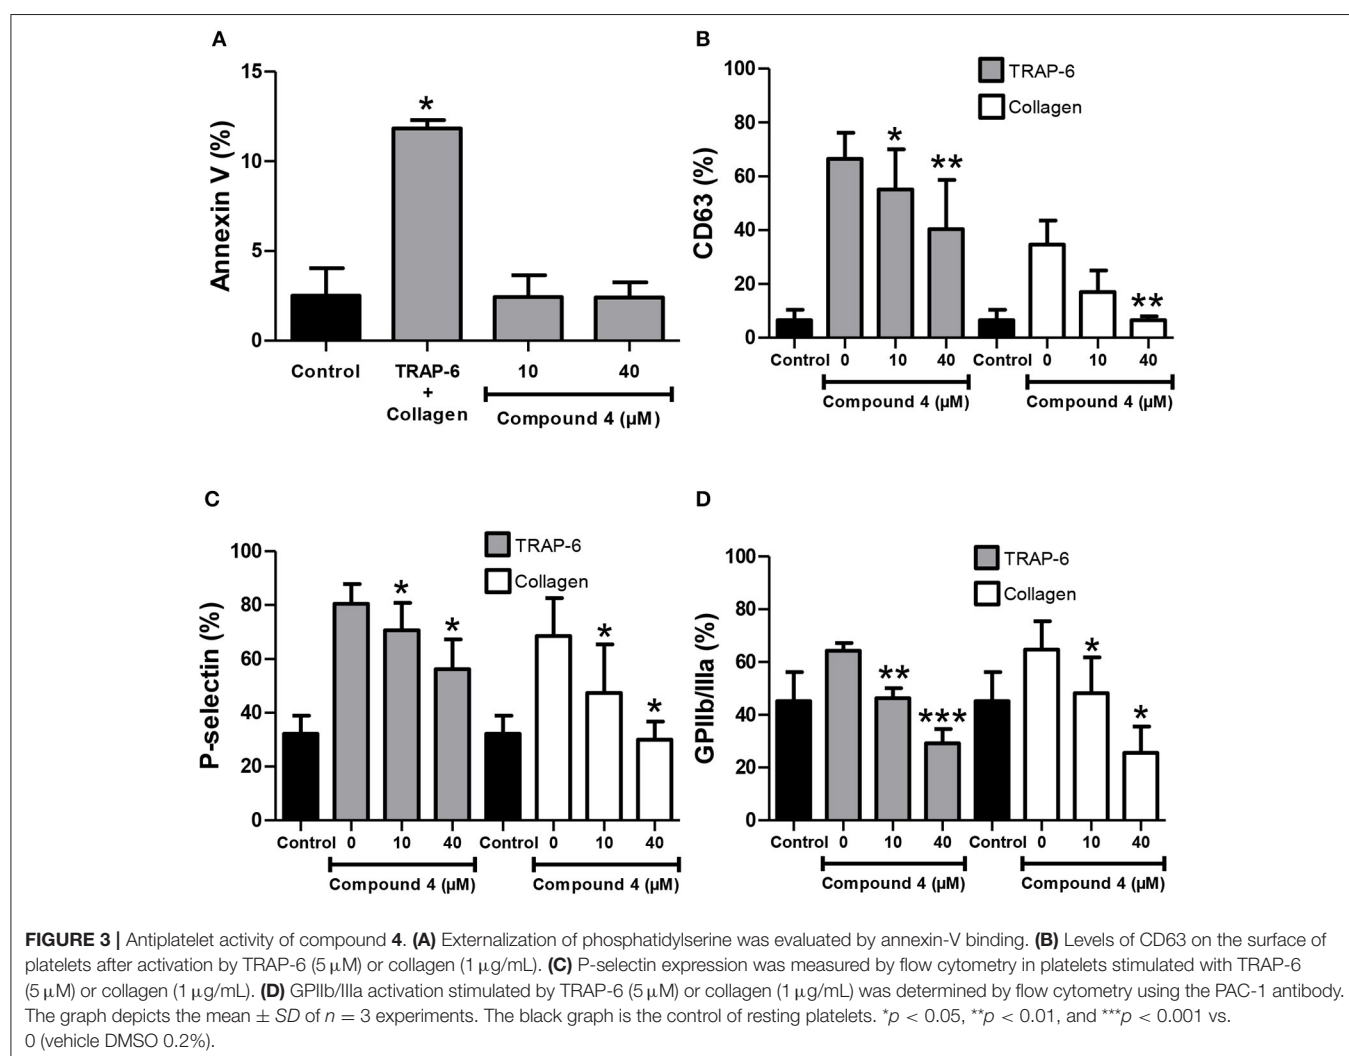 A
Annexin V (%)
15
10
5
0
*
Control
TRAP-6
+
Collagen
10
40
Compound 4 (µM)
B
CD63 (%)
100
80
60
40
20
0
TRAP-6
Collagen
*
**
**
Control 0 10 40 Control 0 10 40
Compound 4 (µM) Compound 4 (µM)
C
P-selectin (%)
100
80
60
40
20
0
TRAP-6
Collagen
*
*
*
*
Control 0 10 40 Control 0 10 40
Compound 4 (µM) Compound 4 (µM)
D
GPIIb/IIIa (%)
100
80
60
40
20
0
TRAP-6
Collagen
**
***
*
*
Control 0 10 40 Control 0 10 40
Compound 4 (µM) Compound 4 (µM)
FIGURE 3 | Antiplatelet activity of compound 4. (A) Externalization of phosphatidylserine was evaluated by annexin-V binding. (B) Levels of CD63 on the surface of
platelets after activation by TRAP-6 (5 µM) or collagen (1 µg/mL). (C) P-selectin expression was measured by flow cytometry in platelets stimulated with TRAP-6
(5 µM) or collagen (1 µg/mL). (D) GPIIb/IIIa activation stimulated by TRAP-6 (5 µM) or collagen (1 µg/mL) was determined by flow cytometry using the PAC-1 antibody.
The graph depicts the mean ± SD of n = 3 experiments. The black graph is the control of resting platelets. *p < 0.05, **p < 0.01, and ***p < 0.001 vs.
0 (vehicle DMSO 0.2%).